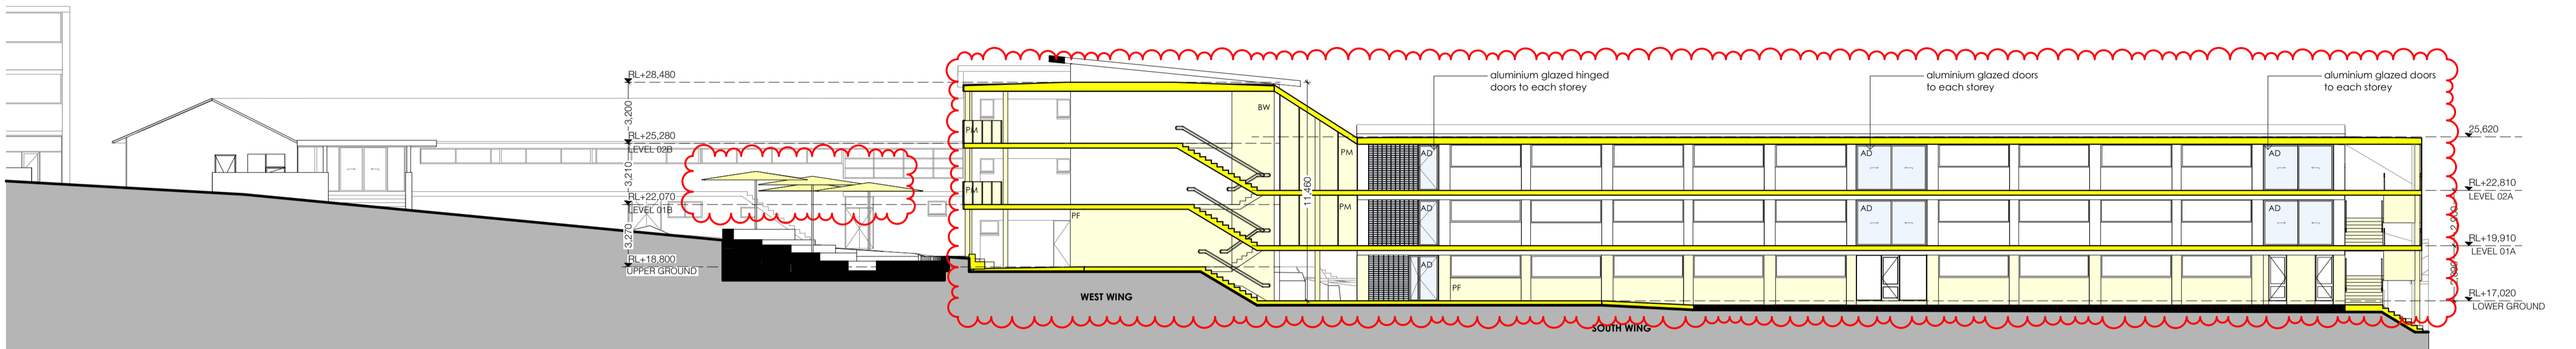 RL+28,480
3,200
RL+25,280
LEVEL 02B
3,210
RL+22,070
LEVEL 01B
3,270
RL+18,800
UPPER GROUND
PM
PM
PF
BW
PM
PM
11,460
WEST WING
aluminium glazed hinged
doors to each storey
aluminium glazed doors
to each storey
aluminium glazed doors
to each storey
AD
AD
AD
AD
AD
AD
AD
PF
SOUTH WING
25,620
RL+22,810
LEVEL 02A
RL+19,910
LEVEL 01A
RL+17,020
LOWER GROUND